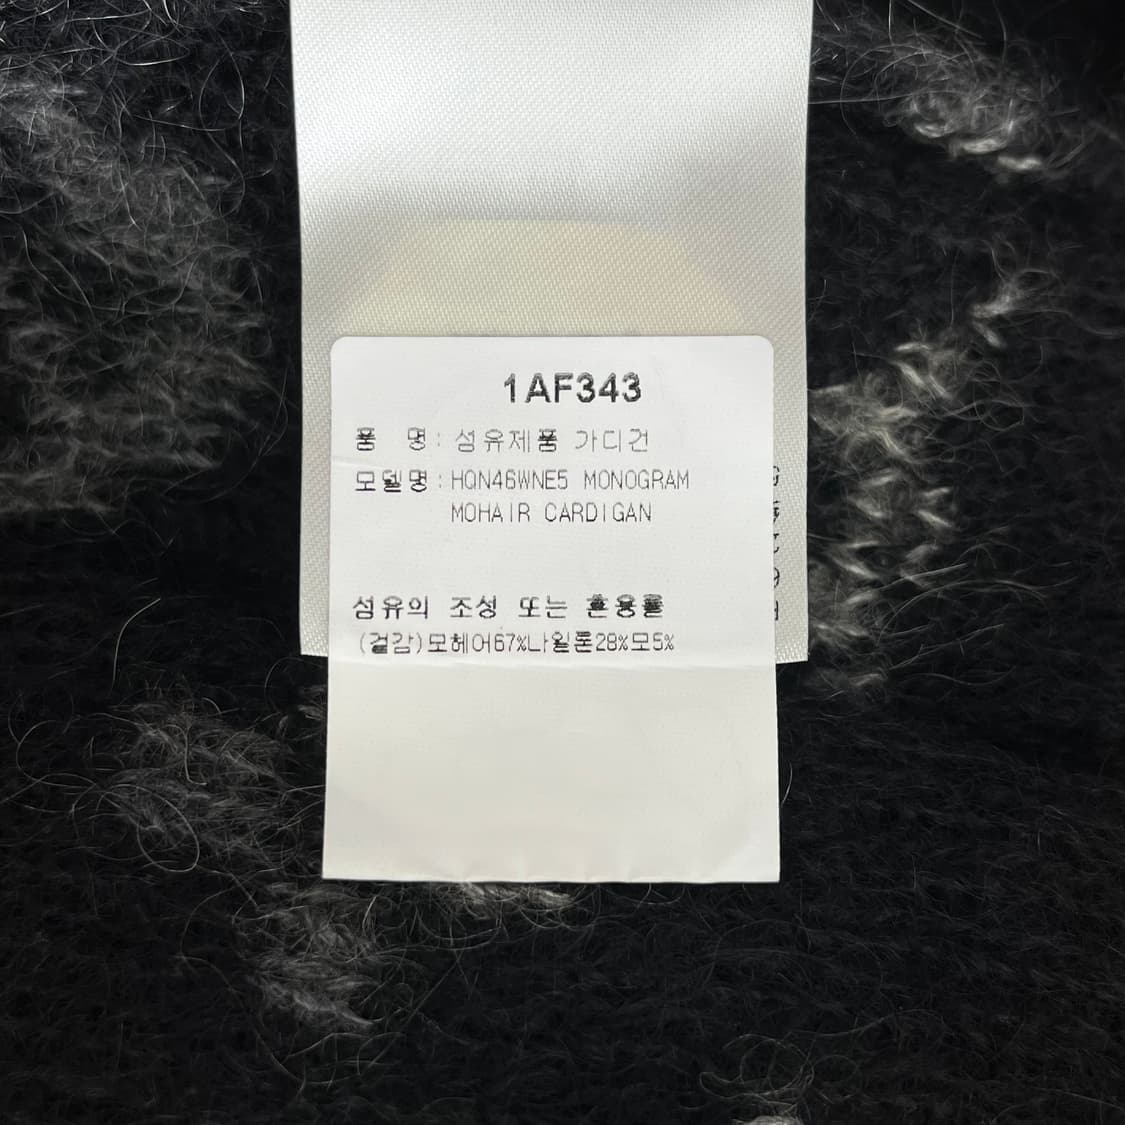 1AF343
품 명: 섬유제품 가디건
모델명: HQN46WNE5 MONOGRAM
MOHAIR CARDIGAN
섬유의 조성 또는 혼용률
(겉감)모헤어67%나일론28%모5%